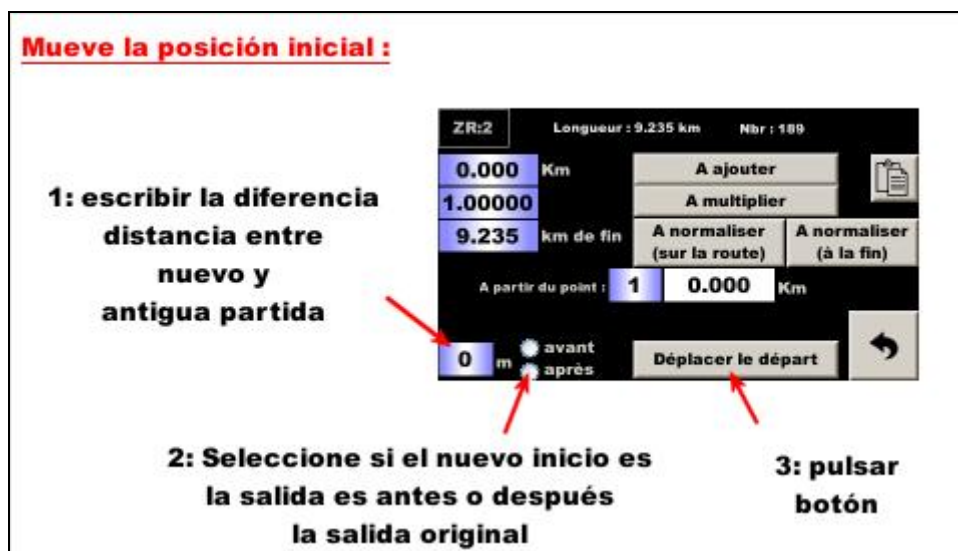 Mueve la posición inicial :
ZR:2 Longueur : 9.235 km Nbr : 189
0.000 Km A ajouter
1.00000 A multiplier
9.235 km de fin A normaliser (sur la route) A normaliser (à la fin)
A partir du point : 1 0.000 Km
0 m avant
après
Déplacer le départ
1: escribir la diferencia
distancia entre
nuevo y
antigua partida
2: Seleccione si el nuevo inicio es
la salida es antes o después
la salida original
3: pulsar
botón